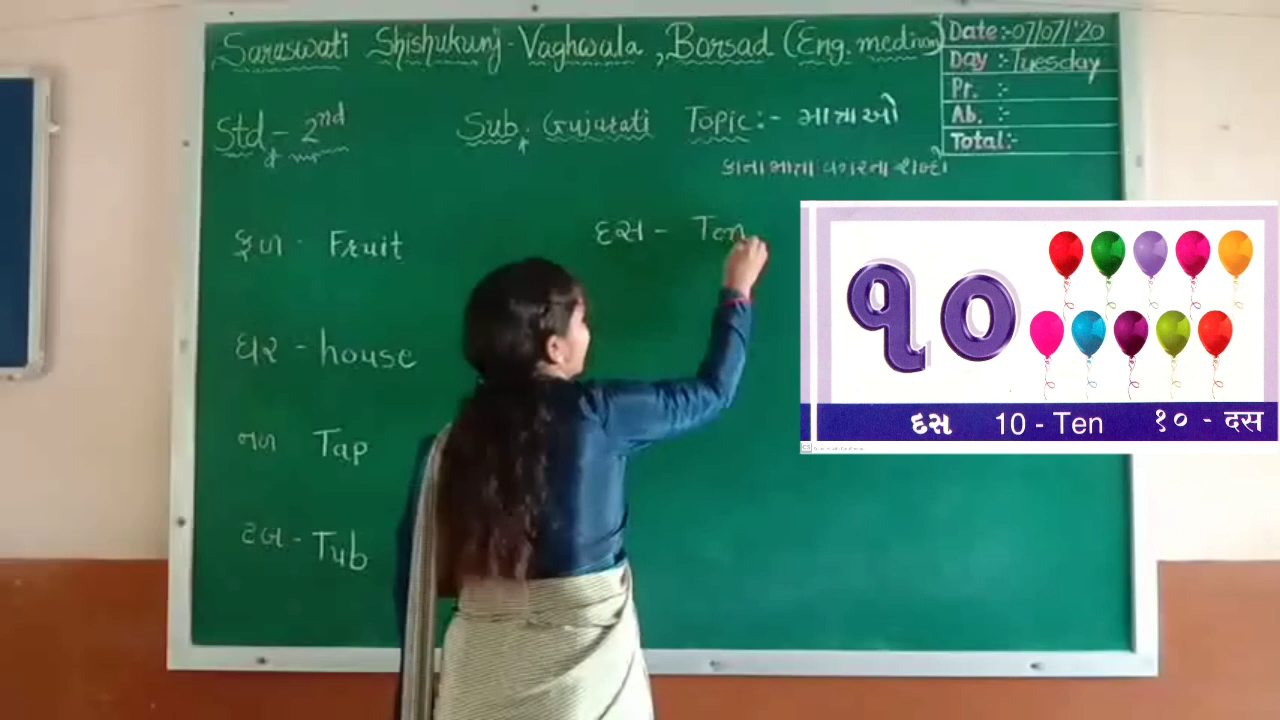 Saraswati Shishukunj-Vaghwala, Borsad (Eng. medium)
Date:-07/07/'20
Day :-Tuesday
Pr. :-
Ab. :-
Total:-
Std - 2nd Sub. Gujarati Topic:- માત્રાઓ
કાના માત્રા વગરના શબ્દો
ફળ - Fruit
દસ - Ten
ઘર - house
નળ Tap
ટબ - Tub
૧૦
દસ 10 - Ten १० - दस